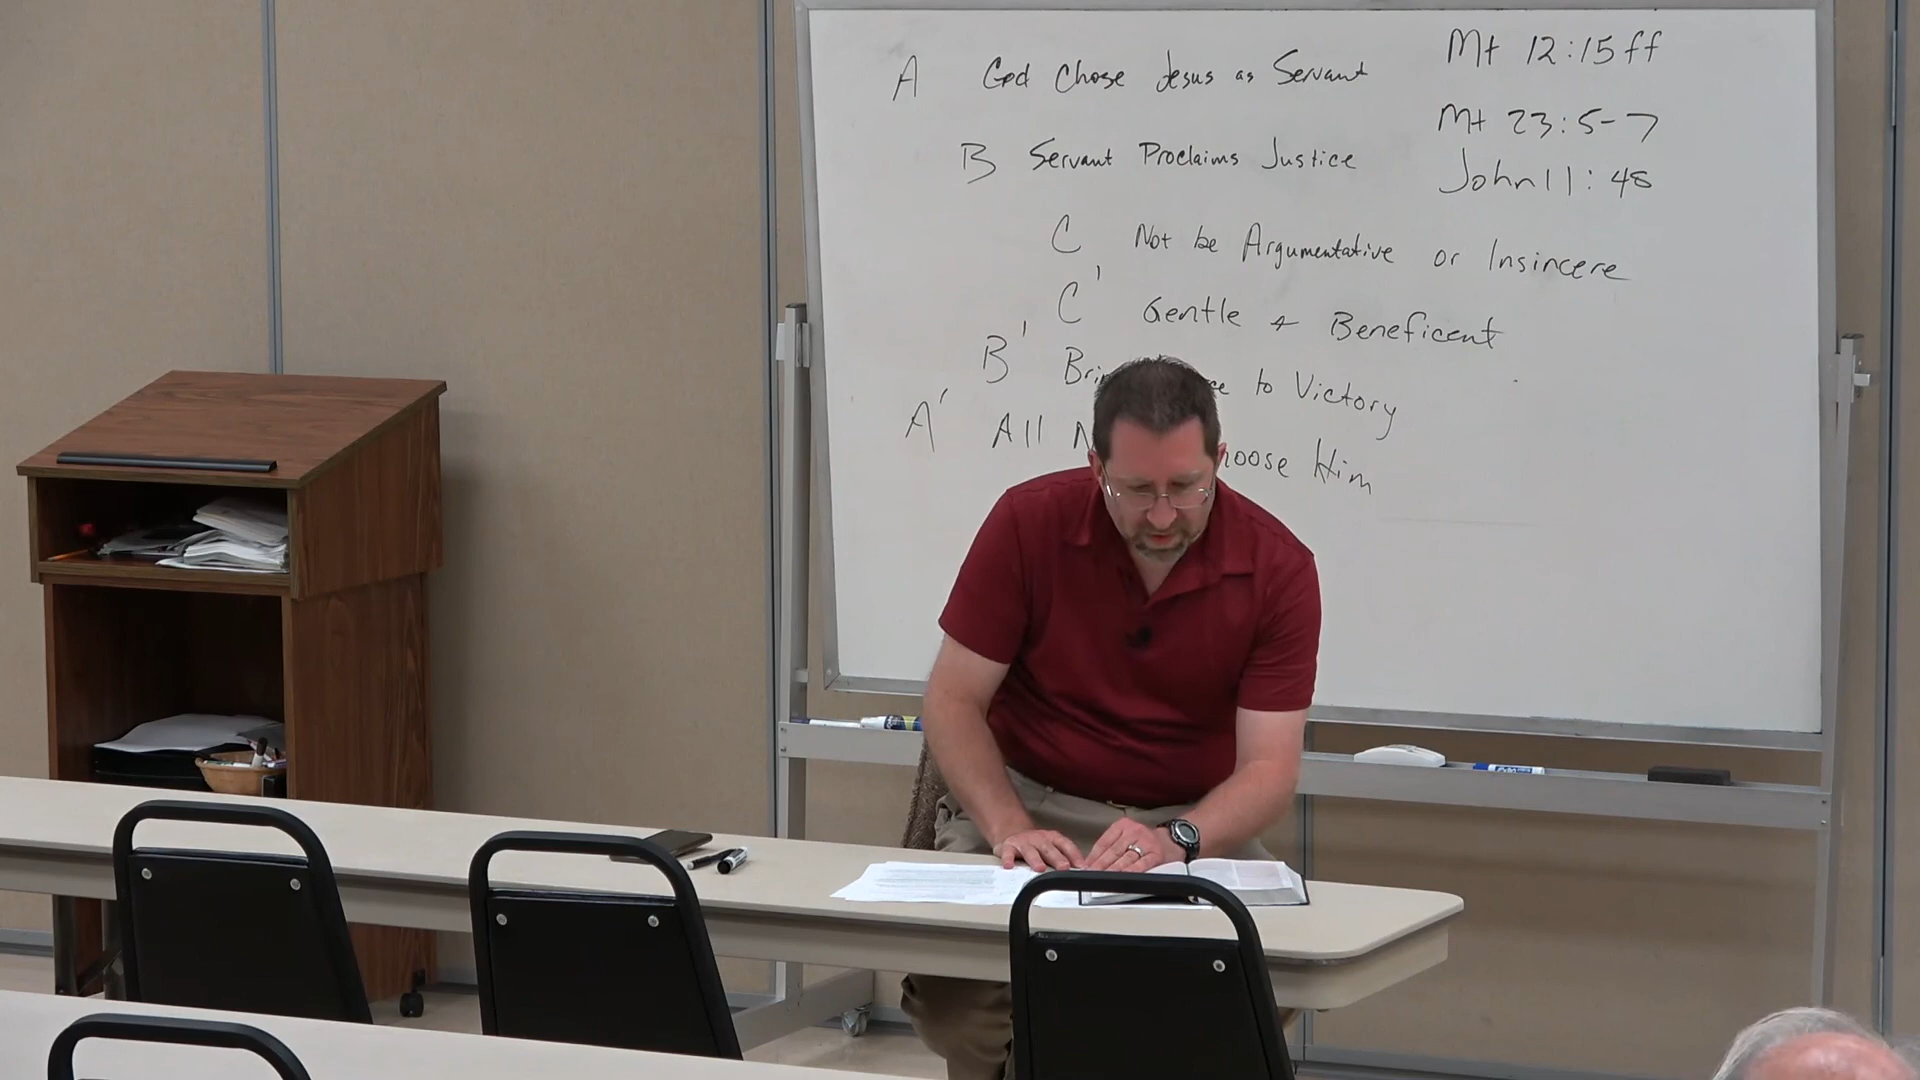 A God Chose Jesus as Servant
Mt 12:15ff
Mt 23:5-7
B Servant Proclaims Justice
John 11:48
C Not be Argumentative or Insincere
C' Gentle + Beneficent
B' to Victory
A' All Him